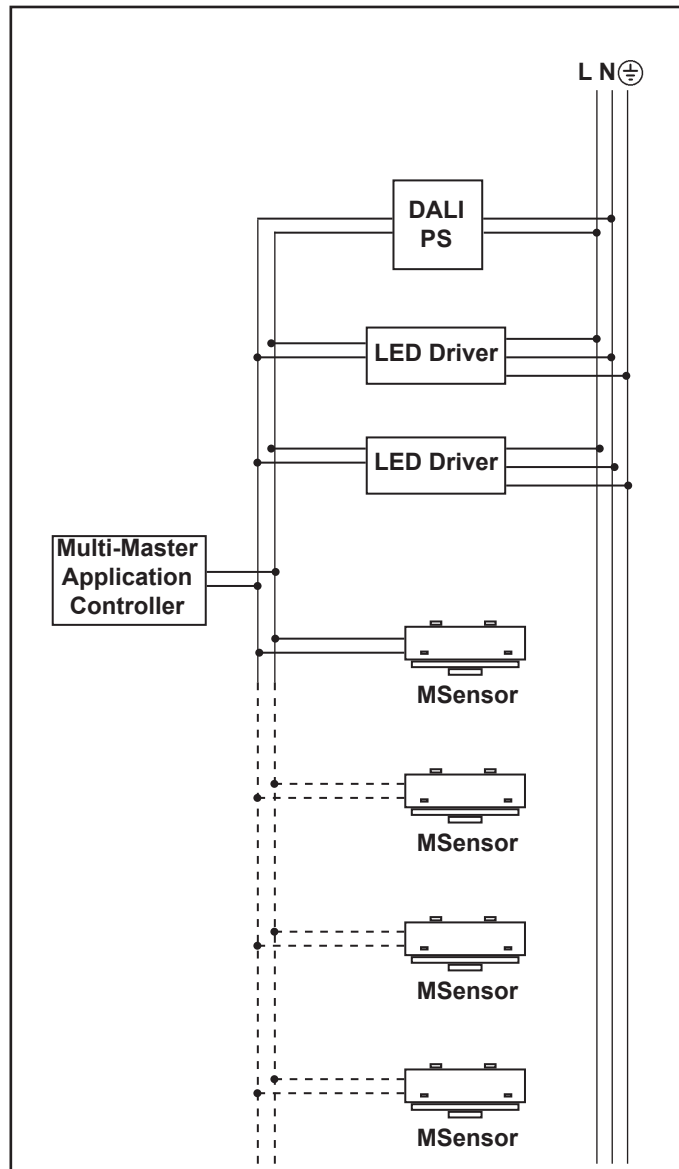 L N
DALI
PS
LED Driver
LED Driver
Multi-Master
Application
Controller
MSensor
MSensor
MSensor
MSensor